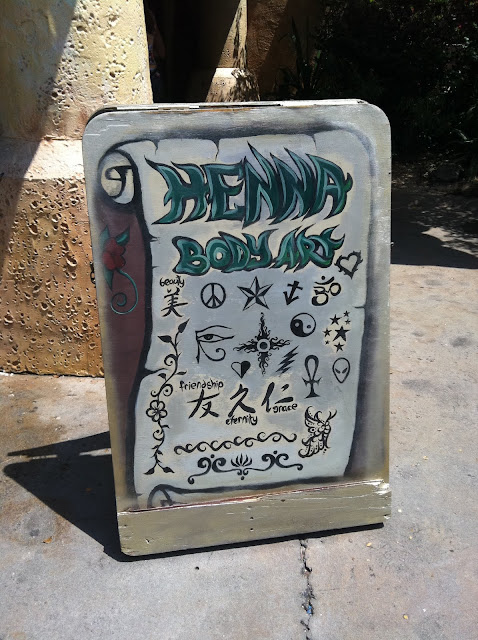 HENNA
BODY ART
beauty
美
ॐ
friendship
友 久 仁
eternity
grace